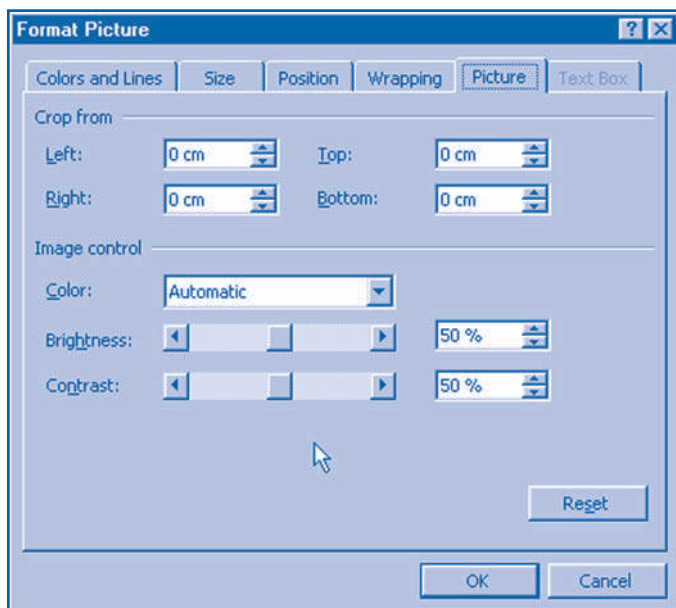 Format Picture
Colors and Lines Size Position Wrapping Picture Text Box
Crop from
Left: 0 cm Top: 0 cm
Right: 0 cm Bottom: 0 cm
Image control
Color: Automatic
Brightness: 50 %
Contrast: 50 %
Reset
OK Cancel